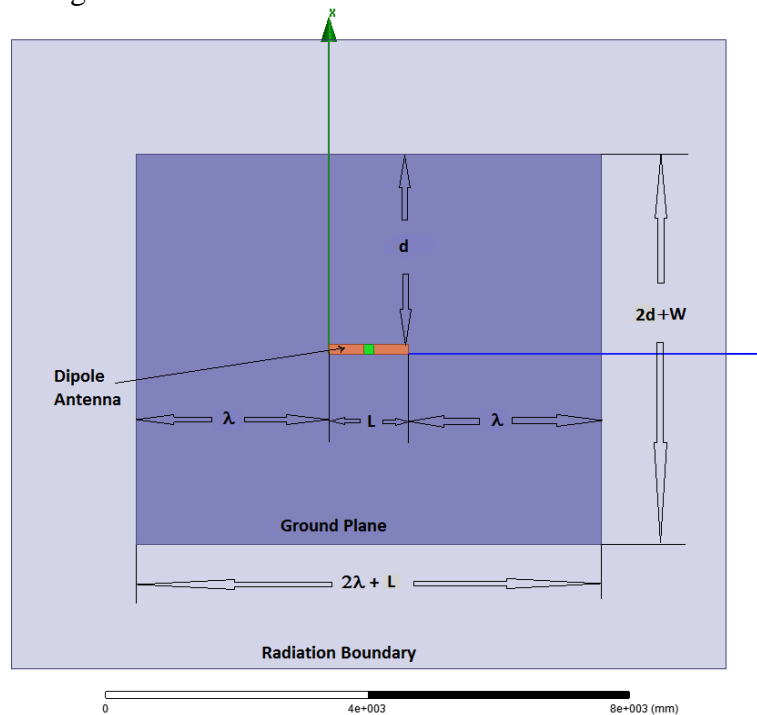 x
d
2d+W
Dipole
Antenna
λ
L
λ
Ground Plane
2λ + L
Radiation Boundary
0
4e+003
8e+003 (mm)